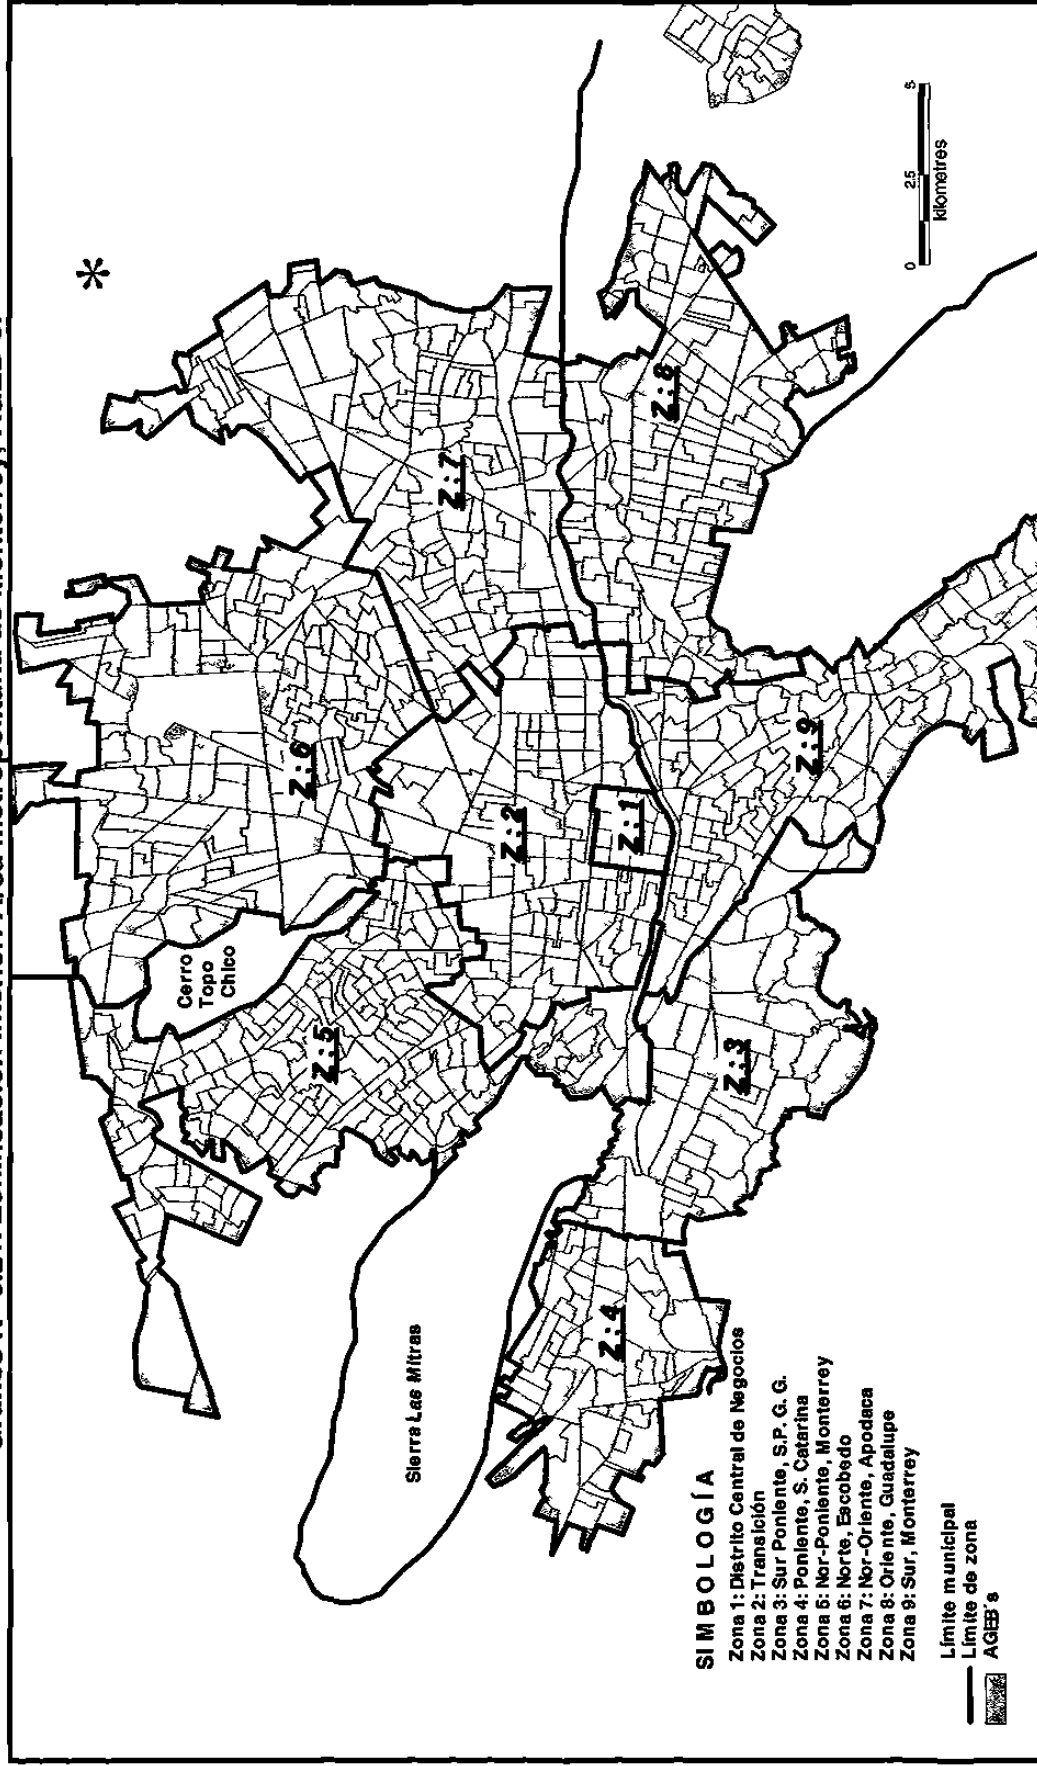 Cerro
Topo
Chico
Z: 6
Z: 5
Z: 7
Z: 2
Z: 1
Z: 8
Z: 9
Z: 3
Z: 4
Sierra Las Mitras
0 2.5 5
kilometres
SIMBOLOGÍA
Zona 1: Distrito Central de Negocios
Zona 2: Transición
Zona 3: Sur Poniente, S.P. G. G.
Zona 4: Poniente, S. Catarina
Zona 5: Nor-Poniente, Monterrey
Zona 6: Norte, Escobedo
Zona 7: Nor-Oriente, Apodaca
Zona 8: Oriente, Guadalupe
Zona 9: Sur, Monterrey
Límite municipal
Límite de zona
AGEB´s